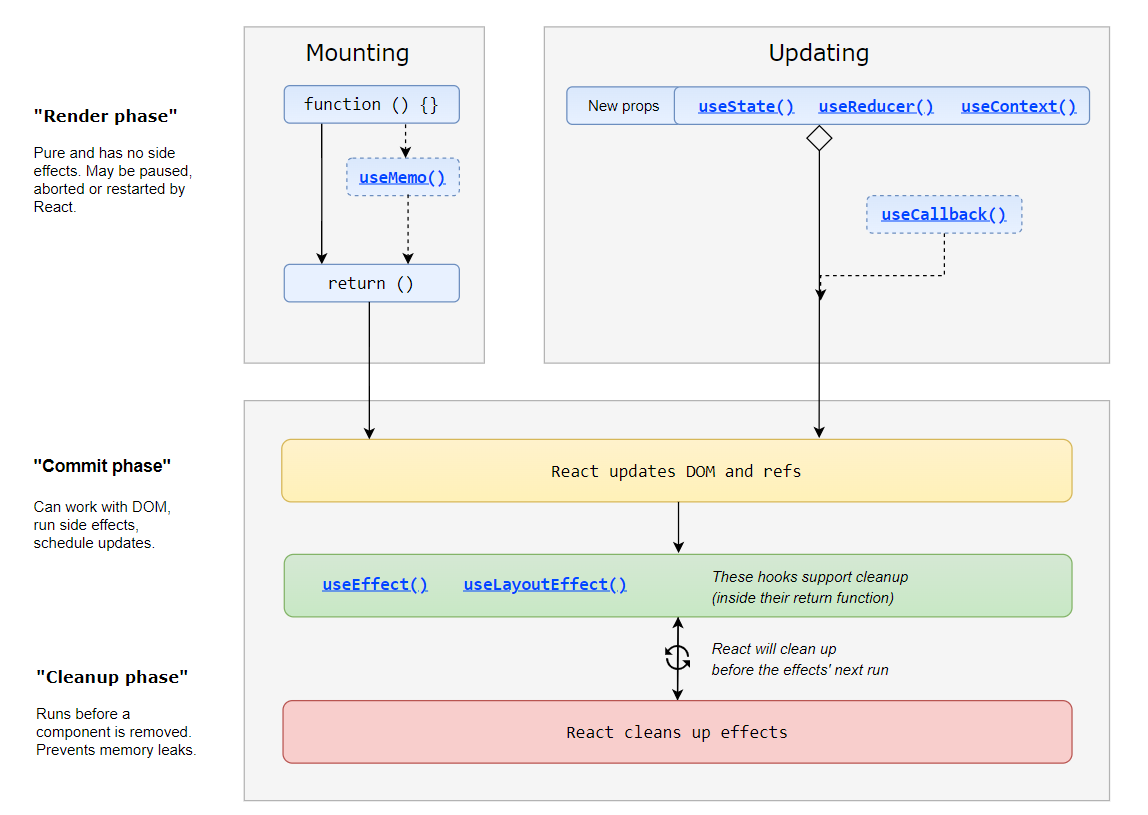 Mounting
Updating
"Render phase"
Pure and has no side
effects. May be paused,
aborted or restarted by
React.
function () {}
useMemo()
return ()
New props
useState() useReducer() useContext()
useCallback()
"Commit phase"
Can work with DOM,
run side effects,
schedule updates.
React updates DOM and refs
useEffect() useLayoutEffect()
These hooks support cleanup
(inside their return function)
React will clean up
before the effects' next run
"Cleanup phase"
Runs before a
component is removed.
Prevents memory leaks.
React cleans up effects